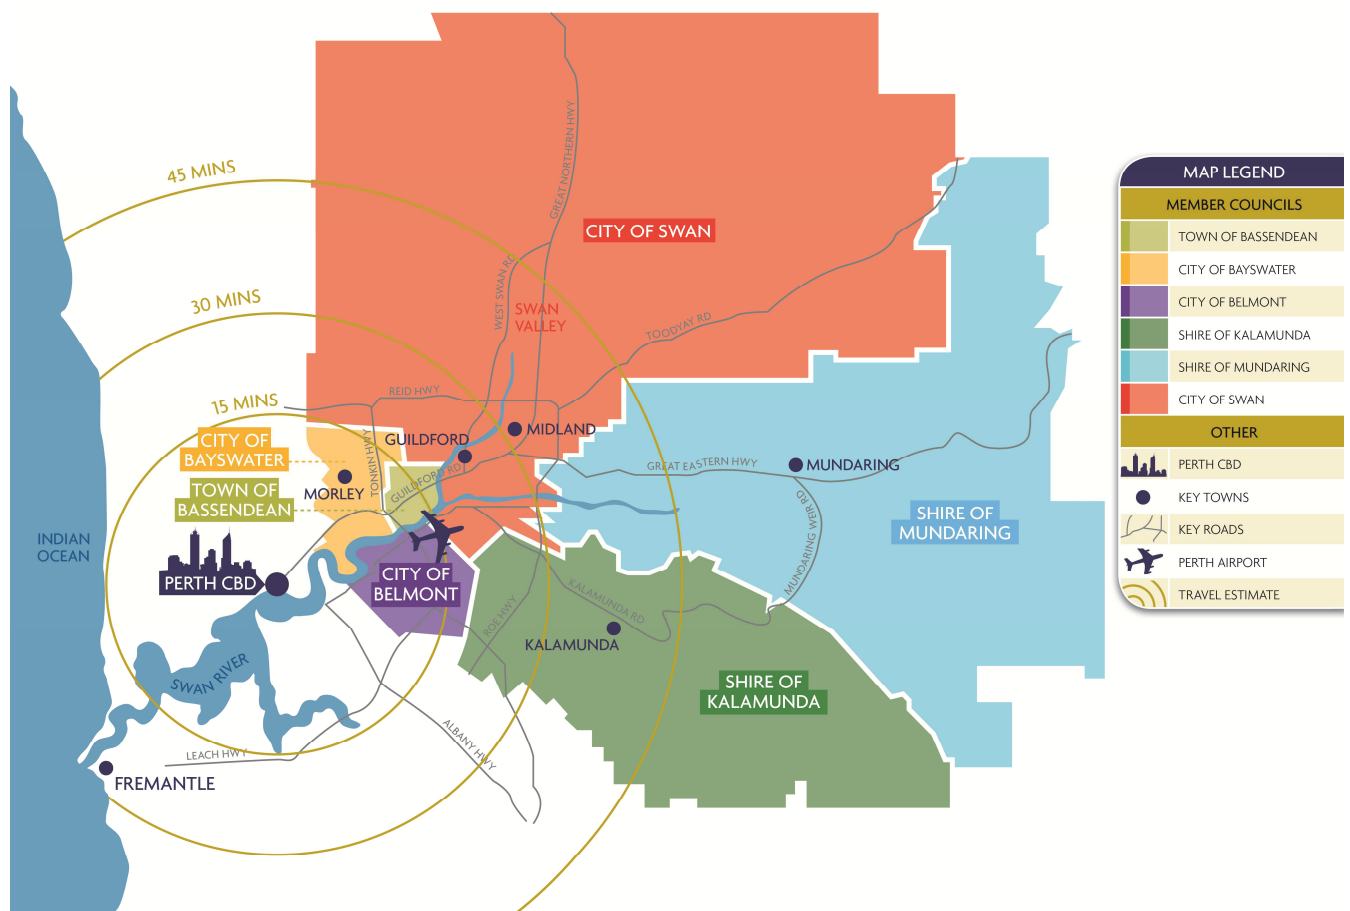 45 MINS
30 MINS
15 MINS
GREAT NORTHERN HWY
CITY OF SWAN
WEST SWAN RD
SWAN
VALLEY
TOODYAY RD
REID HWY
CITY OF
BAYSWATER
TONKIN HWY
GUILDFORD
MIDLAND
GUILDFORD RD
MORLEY
TOWN OF
BASSENDEAN
GREAT EASTERN HWY
MUNDARING
MUNDARING WEIR RD
SHIRE OF
MUNDARING
INDIAN
OCEAN
PERTH CBD
CITY OF
BELMONT
KALAMUNDA RD
ROE HWY
KALAMUNDA
SWAN RIVER
SHIRE OF
KALAMUNDA
ALBANY HWY
LEACH HWY
FREMANTLE
MAP LEGEND
MEMBER COUNCILS
TOWN OF BASSENDEAN
CITY OF BAYSWATER
CITY OF BELMONT
SHIRE OF KALAMUNDA
SHIRE OF MUNDARING
CITY OF SWAN
OTHER
PERTH CBD
KEY TOWNS
KEY ROADS
PERTH AIRPORT
TRAVEL ESTIMATE